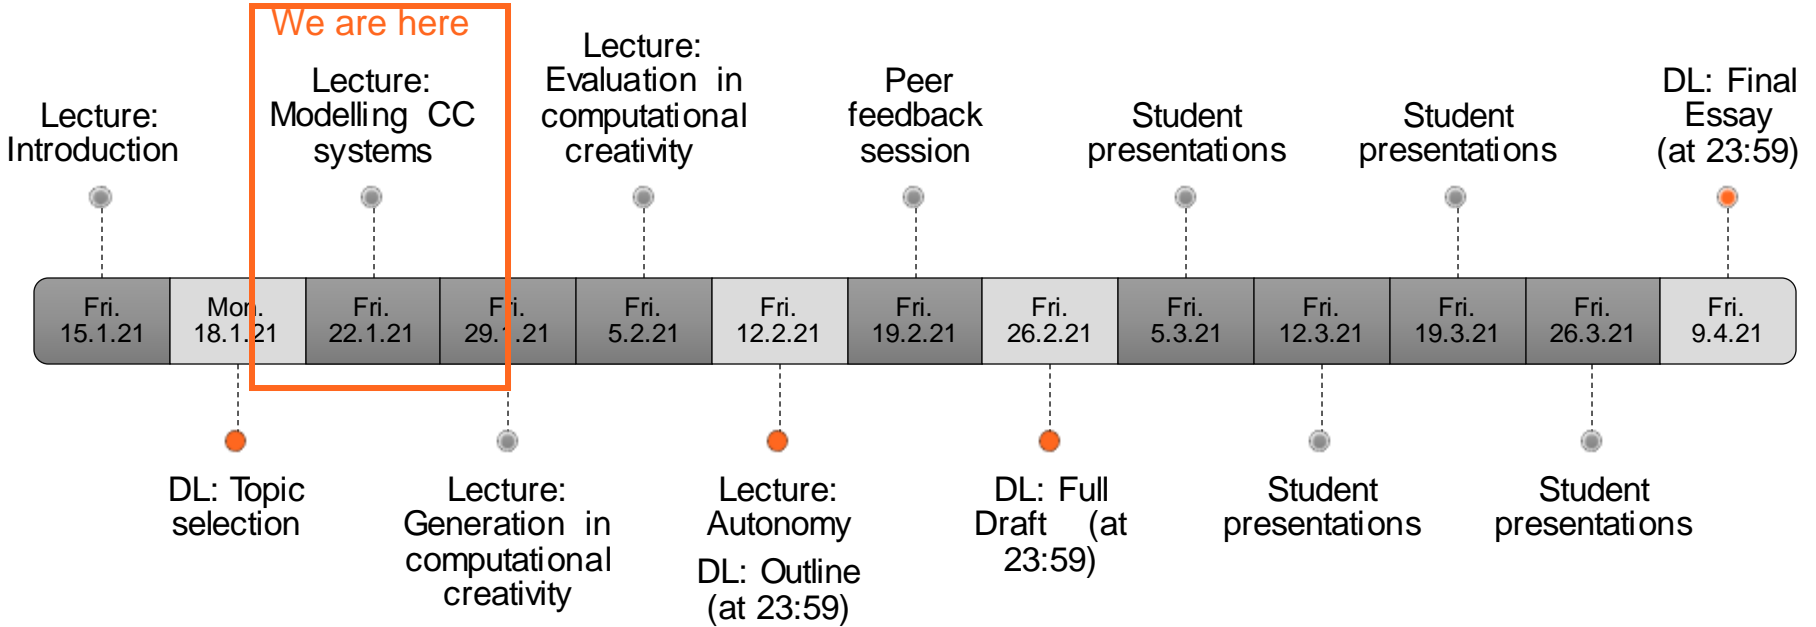 We are here
Lecture:
Introduction
Lecture:
Modelling CC
systems
Lecture:
Evaluation in
computational
creativity
Peer
feedback
session
Student
presentations
Student
presentations
DL: Final
Essay
(at 23:59)
Fri.
15.1.21
Mon.
18.1.21
Fri.
22.1.21
Fri.
29.1.21
Fri.
5.2.21
Fri.
12.2.21
Fri.
19.2.21
Fri.
26.2.21
Fri.
5.3.21
Fri.
12.3.21
Fri.
19.3.21
Fri.
26.3.21
Fri.
9.4.21
DL: Topic
selection
Lecture:
Generation in
computational
creativity
Lecture:
Autonomy
DL: Outline
(at 23:59)
DL: Full
Draft (at
23:59)
Student
presentations
Student
presentations